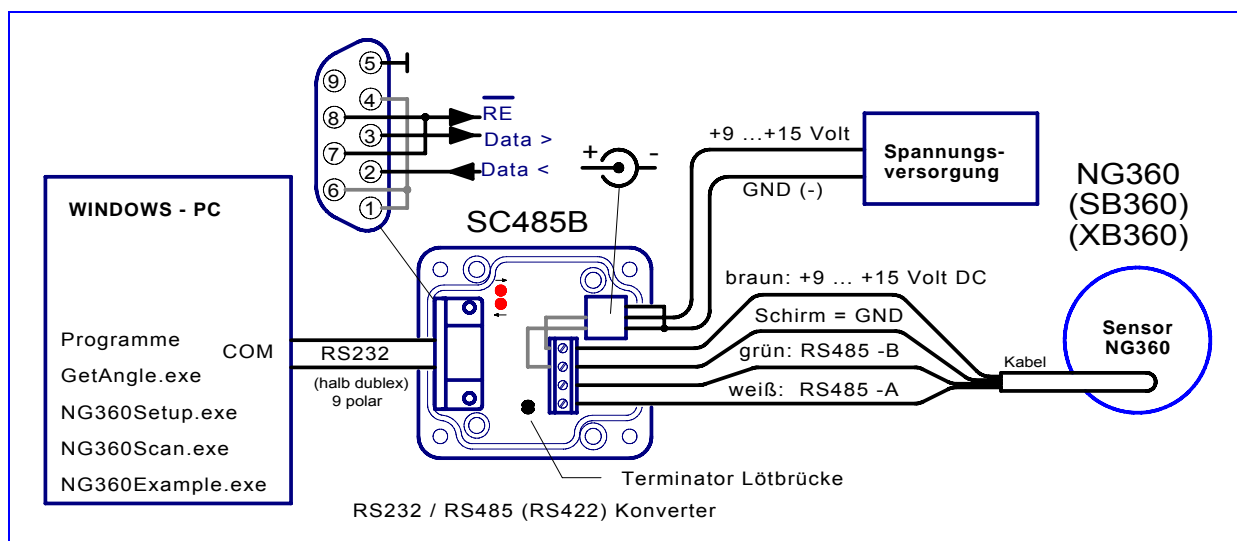 5
9
4
8
3
7
2
6
1
RE
Data >
Data <
+ -
SC485B
WINDOWS - PC
Programme
GetAngle.exe
NG360Setup.exe
NG360Scan.exe
NG360Example.exe
COM
RS232
(halb dublex)
9 polar
+9 ...+15 Volt
GND (-)
Spannungs-
versorgung
NG360
(SB360)
(XB360)
braun: +9 ... +15 Volt DC
Schirm = GND
grün: RS485 -B
weiß: RS485 -A
Kabel
Sensor
NG360
Terminator Lötbrücke
RS232 / RS485 (RS422) Konverter